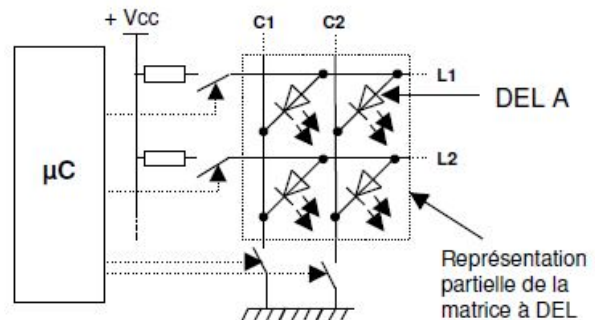 + Vcc
C1
C2
L1
DEL A
L2
µC
Représentation
partielle de la
matrice à DEL